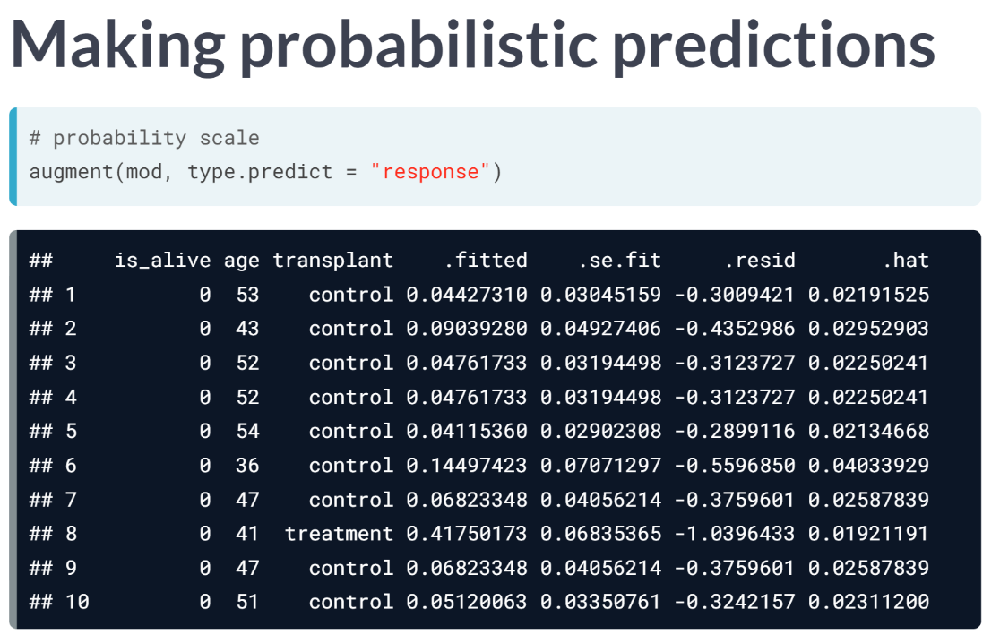 Making probabilistic predictions
# probability scale
augment(mod, type.predict = "response")
##     is_alive age transplant    .fitted    .se.fit     .resid       .hat
## 1          0  53    control 0.04427310 0.03045159 -0.3009421 0.02191525
## 2          0  43    control 0.09039280 0.04927406 -0.4352986 0.02952903
## 3          0  52    control 0.04761733 0.03194498 -0.3123727 0.02250241
## 4          0  52    control 0.04761733 0.03194498 -0.3123727 0.02250241
## 5          0  54    control 0.04115360 0.02902308 -0.2899116 0.02134668
## 6          0  36    control 0.14497423 0.07071297 -0.5596850 0.04033929
## 7          0  47    control 0.06823348 0.04056214 -0.3759601 0.02587839
## 8          0  41  treatment 0.41750173 0.06835365 -1.0396433 0.01921191
## 9          0  47    control 0.06823348 0.04056214 -0.3759601 0.02587839
## 10         0  51    control 0.05120063 0.03350761 -0.3242157 0.02311200